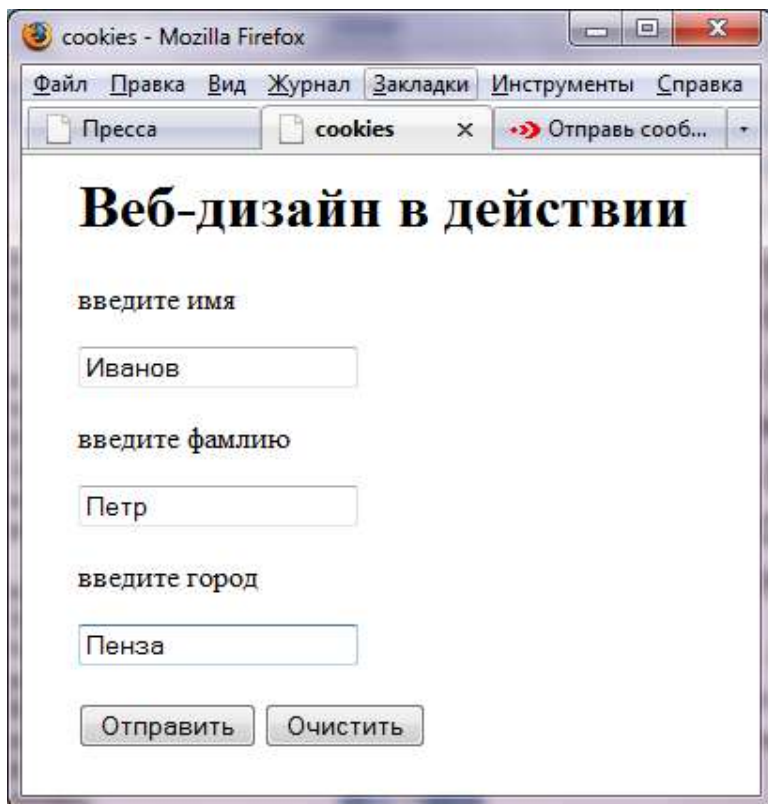 cookies - Mozilla Firefox
Файл Правка Вид Журнал Закладки Инструменты Справка
Пресса cookies Отправь сооб...
Веб-дизайн в действии
введите имя
Иванов
введите фамлию
Петр
введите город
Пенза
Отправить Очистить